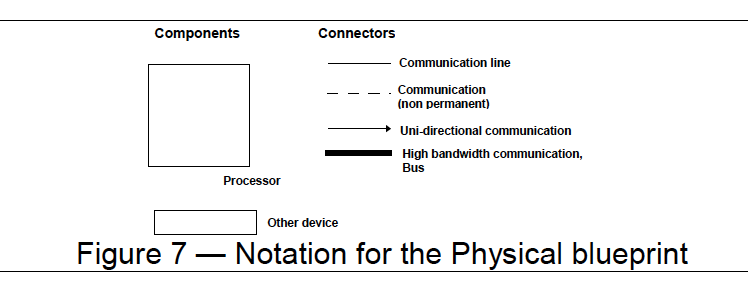 Components
Connectors
Communication line
Communication
(non permanent)
Uni-directional communication
High bandwidth communication,
Bus
Processor
Other device
Figure 7 — Notation for the Physical blueprint